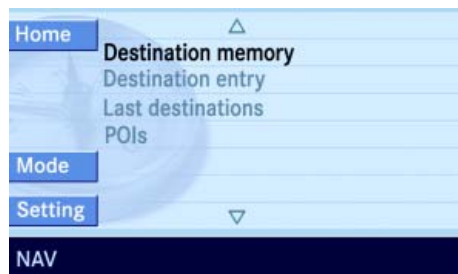 Home
Destination memory
Destination entry
Last destinations
POIs
Mode
Setting
NAV